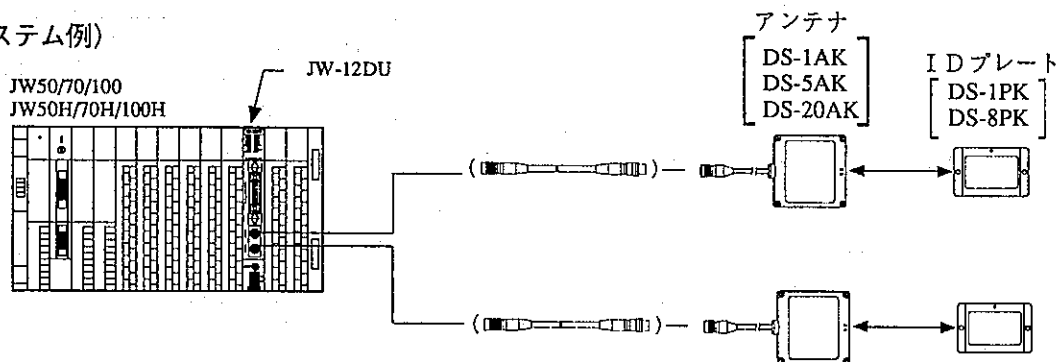 ステム例)
JW50/70/100
JW50H/70H/100H
JW-12DU
アンテナ
DS-1AK
DS-5AK
DS-20AK
IDプレート
DS-1PK
DS-8PK